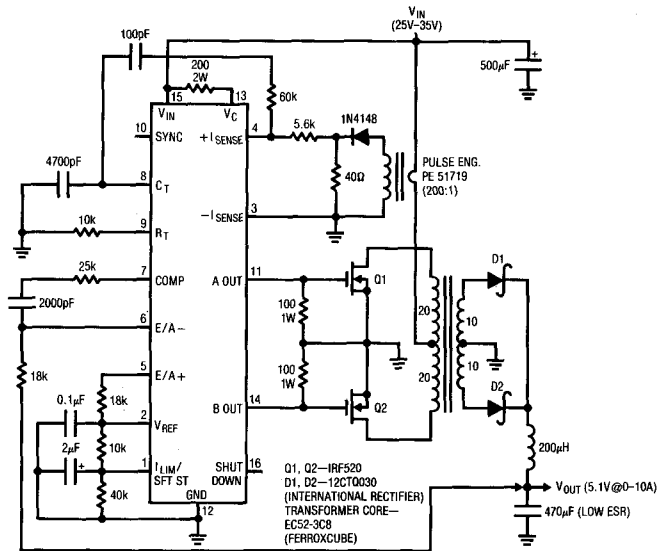 V_IN
(25V–35V)
100pF
+
500µF
200
2W
15
13
60k
V_IN
V_C
10
SYNC
+I_SENSE
4
5.6k
1N4148
4700pF
8
C_T
40Ω
PULSE ENG.
PE 51719
(200:1)
10k
9
R_T
–I_SENSE
3
25k
7
COMP
A OUT
11
Q1
D1
2000pF
100
1W
20
10
6
E/A–
20
10
18k
5
E/A+
100
1W
D2
0.1µF
18k
B OUT
14
Q2
2
V_REF
2µF
+
10k
200µH
1
I_LIM/
SFT ST
SHUT
DOWN
16
40k
GND
12
Q1, Q2—IRF520
D1, D2—12CTQ030
(INTERNATIONAL RECTIFIER)
TRANSFORMER CORE—
EC52-3C8
(FERROXCUBE)
V_OUT (5.1V@0-10A)
470µF (LOW ESR)